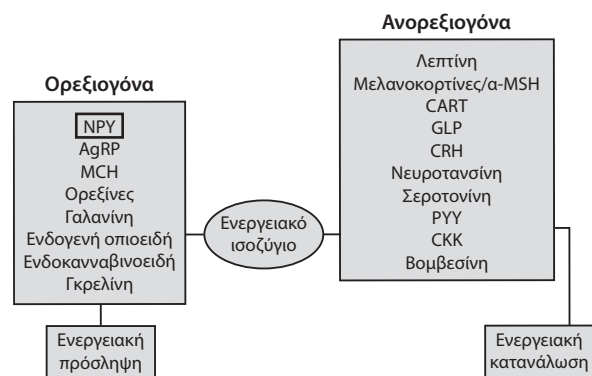 Ορεξιογόνα
NPY
AgRP
MCH
Ορεξίνες
Γαλανίνη
Ενδογενή οπιοειδή
Ενδοκανναβινοειδή
Γκρελίνη
Ενεργειακή
πρόσληψη
Ενεργειακό
ισοζύγιο
Ανορεξιογόνα
Λεπτίνη
Μελανοκορτίνες/α-MSH
CART
GLP
CRH
Νευροτανσίνη
Σεροτονίνη
PYY
CKK
Βομβεσίνη
Ενεργειακή
κατανάλωση